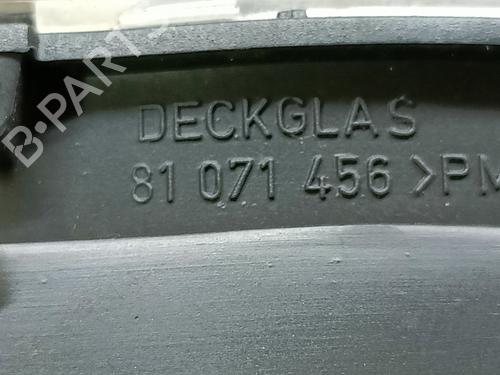 DECKGLAS
81 071 456 >PM
B-PARTS